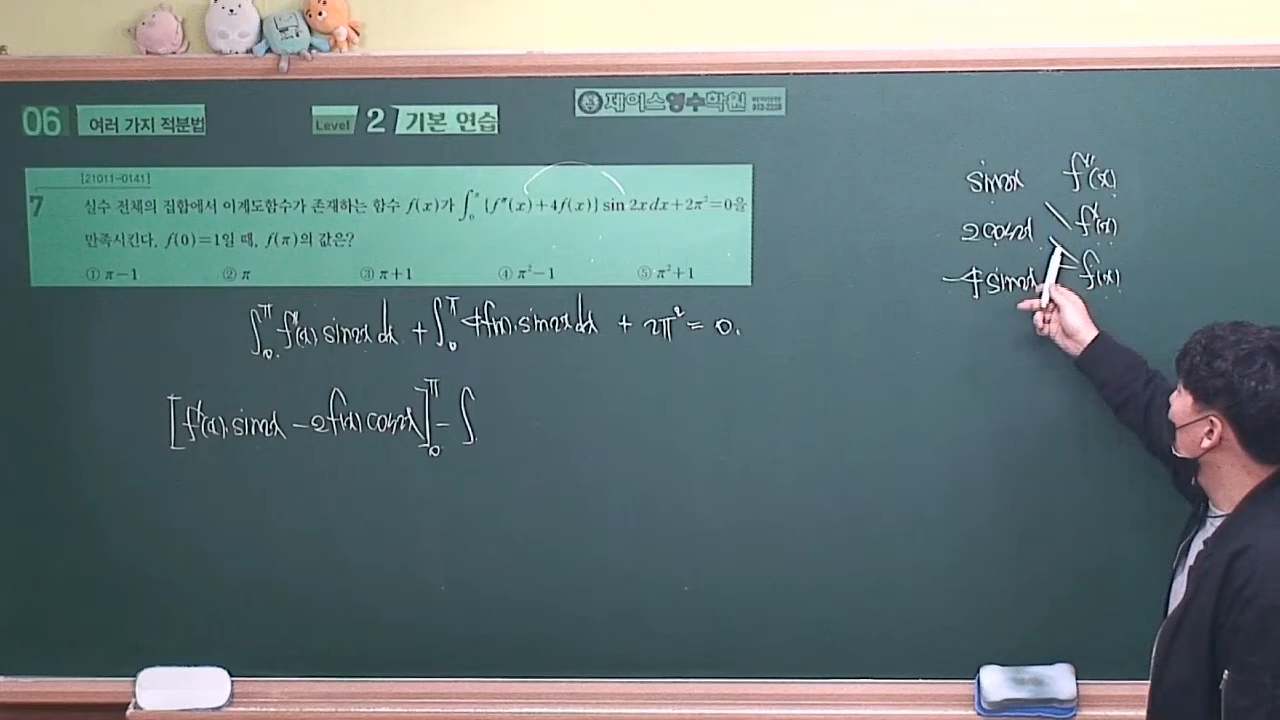 06 여러 가지 적분법
Level 2 기본 연습
제이스영수학원
[21011-0141]
7 실수 전체의 집합에서 이계도함수가 존재하는 함수 f(x)가 ∫₀^π {f″(x)+4f(x)} sin 2x dx+2π²=0을
만족시킨다. f(0)=1일 때, f(π)의 값은?
① π−1 ② π ③ π+1 ④ π²−1 ⑤ π²+1
∫₀^π f″(x) sin2x dx + ∫₀^π 4f(x)·sin2x dx + 2π² = 0.
[f′(x)·sin2x − 2f(x) cos2x]₀^π − ∫
sin2x f″(x)
2cos2x f′(x)
−4sin2x f(x)